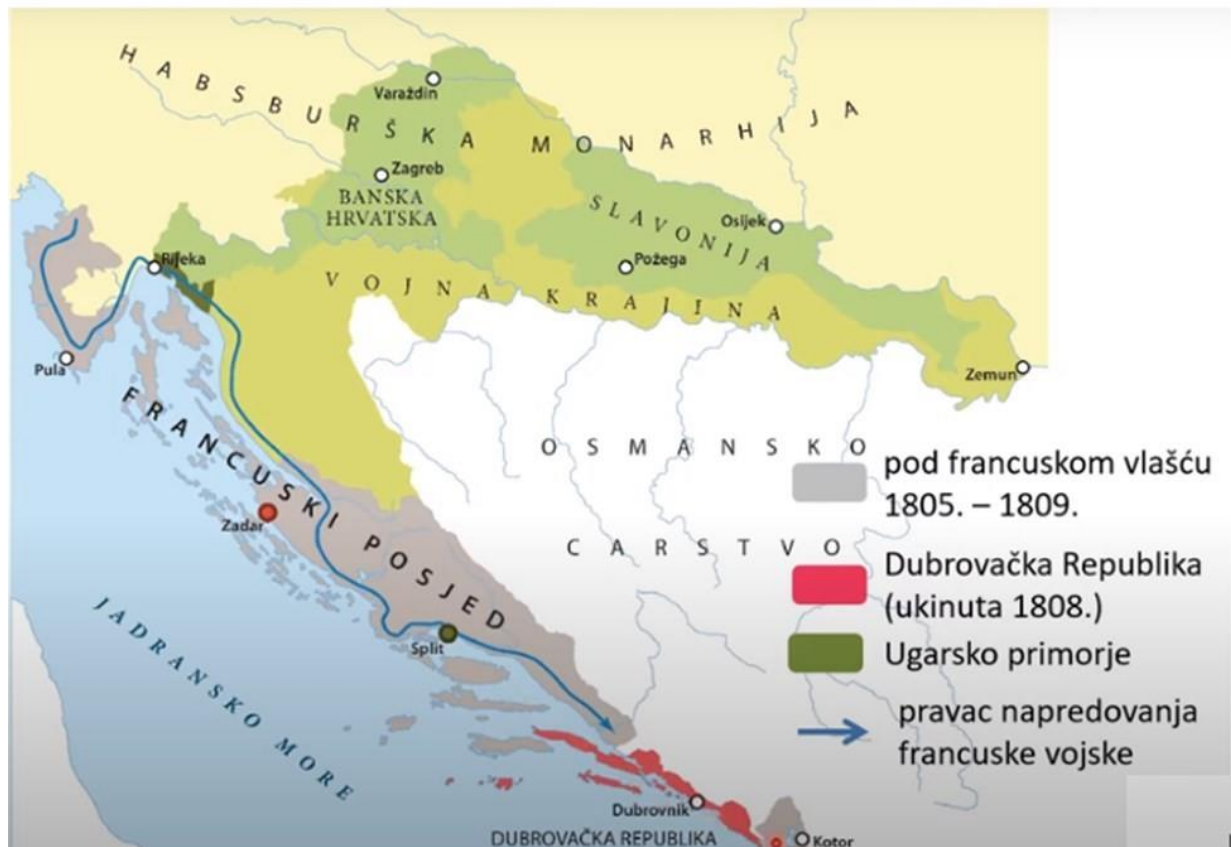 HABSBURŠKA MONARHIJA
Varaždin
Zagreb
BANSKA
HRVATSKA
SLAVONIJA
Osijek
Požega
Rijeka
VOJNA KRAJINA
Pula
Zemun
FRANCUSKI POSJED
OSMANSKO
CARSTVO
Zadar
Split
JADRANSKO MORE
Dubrovnik
DUBROVAČKA REPUBLIKA
Kotor
pod francuskom vlašću
1805. – 1809.
Dubrovačka Republika
(ukinuta 1808.)
Ugarsko primorje
pravac napredovanja
francuske vojske